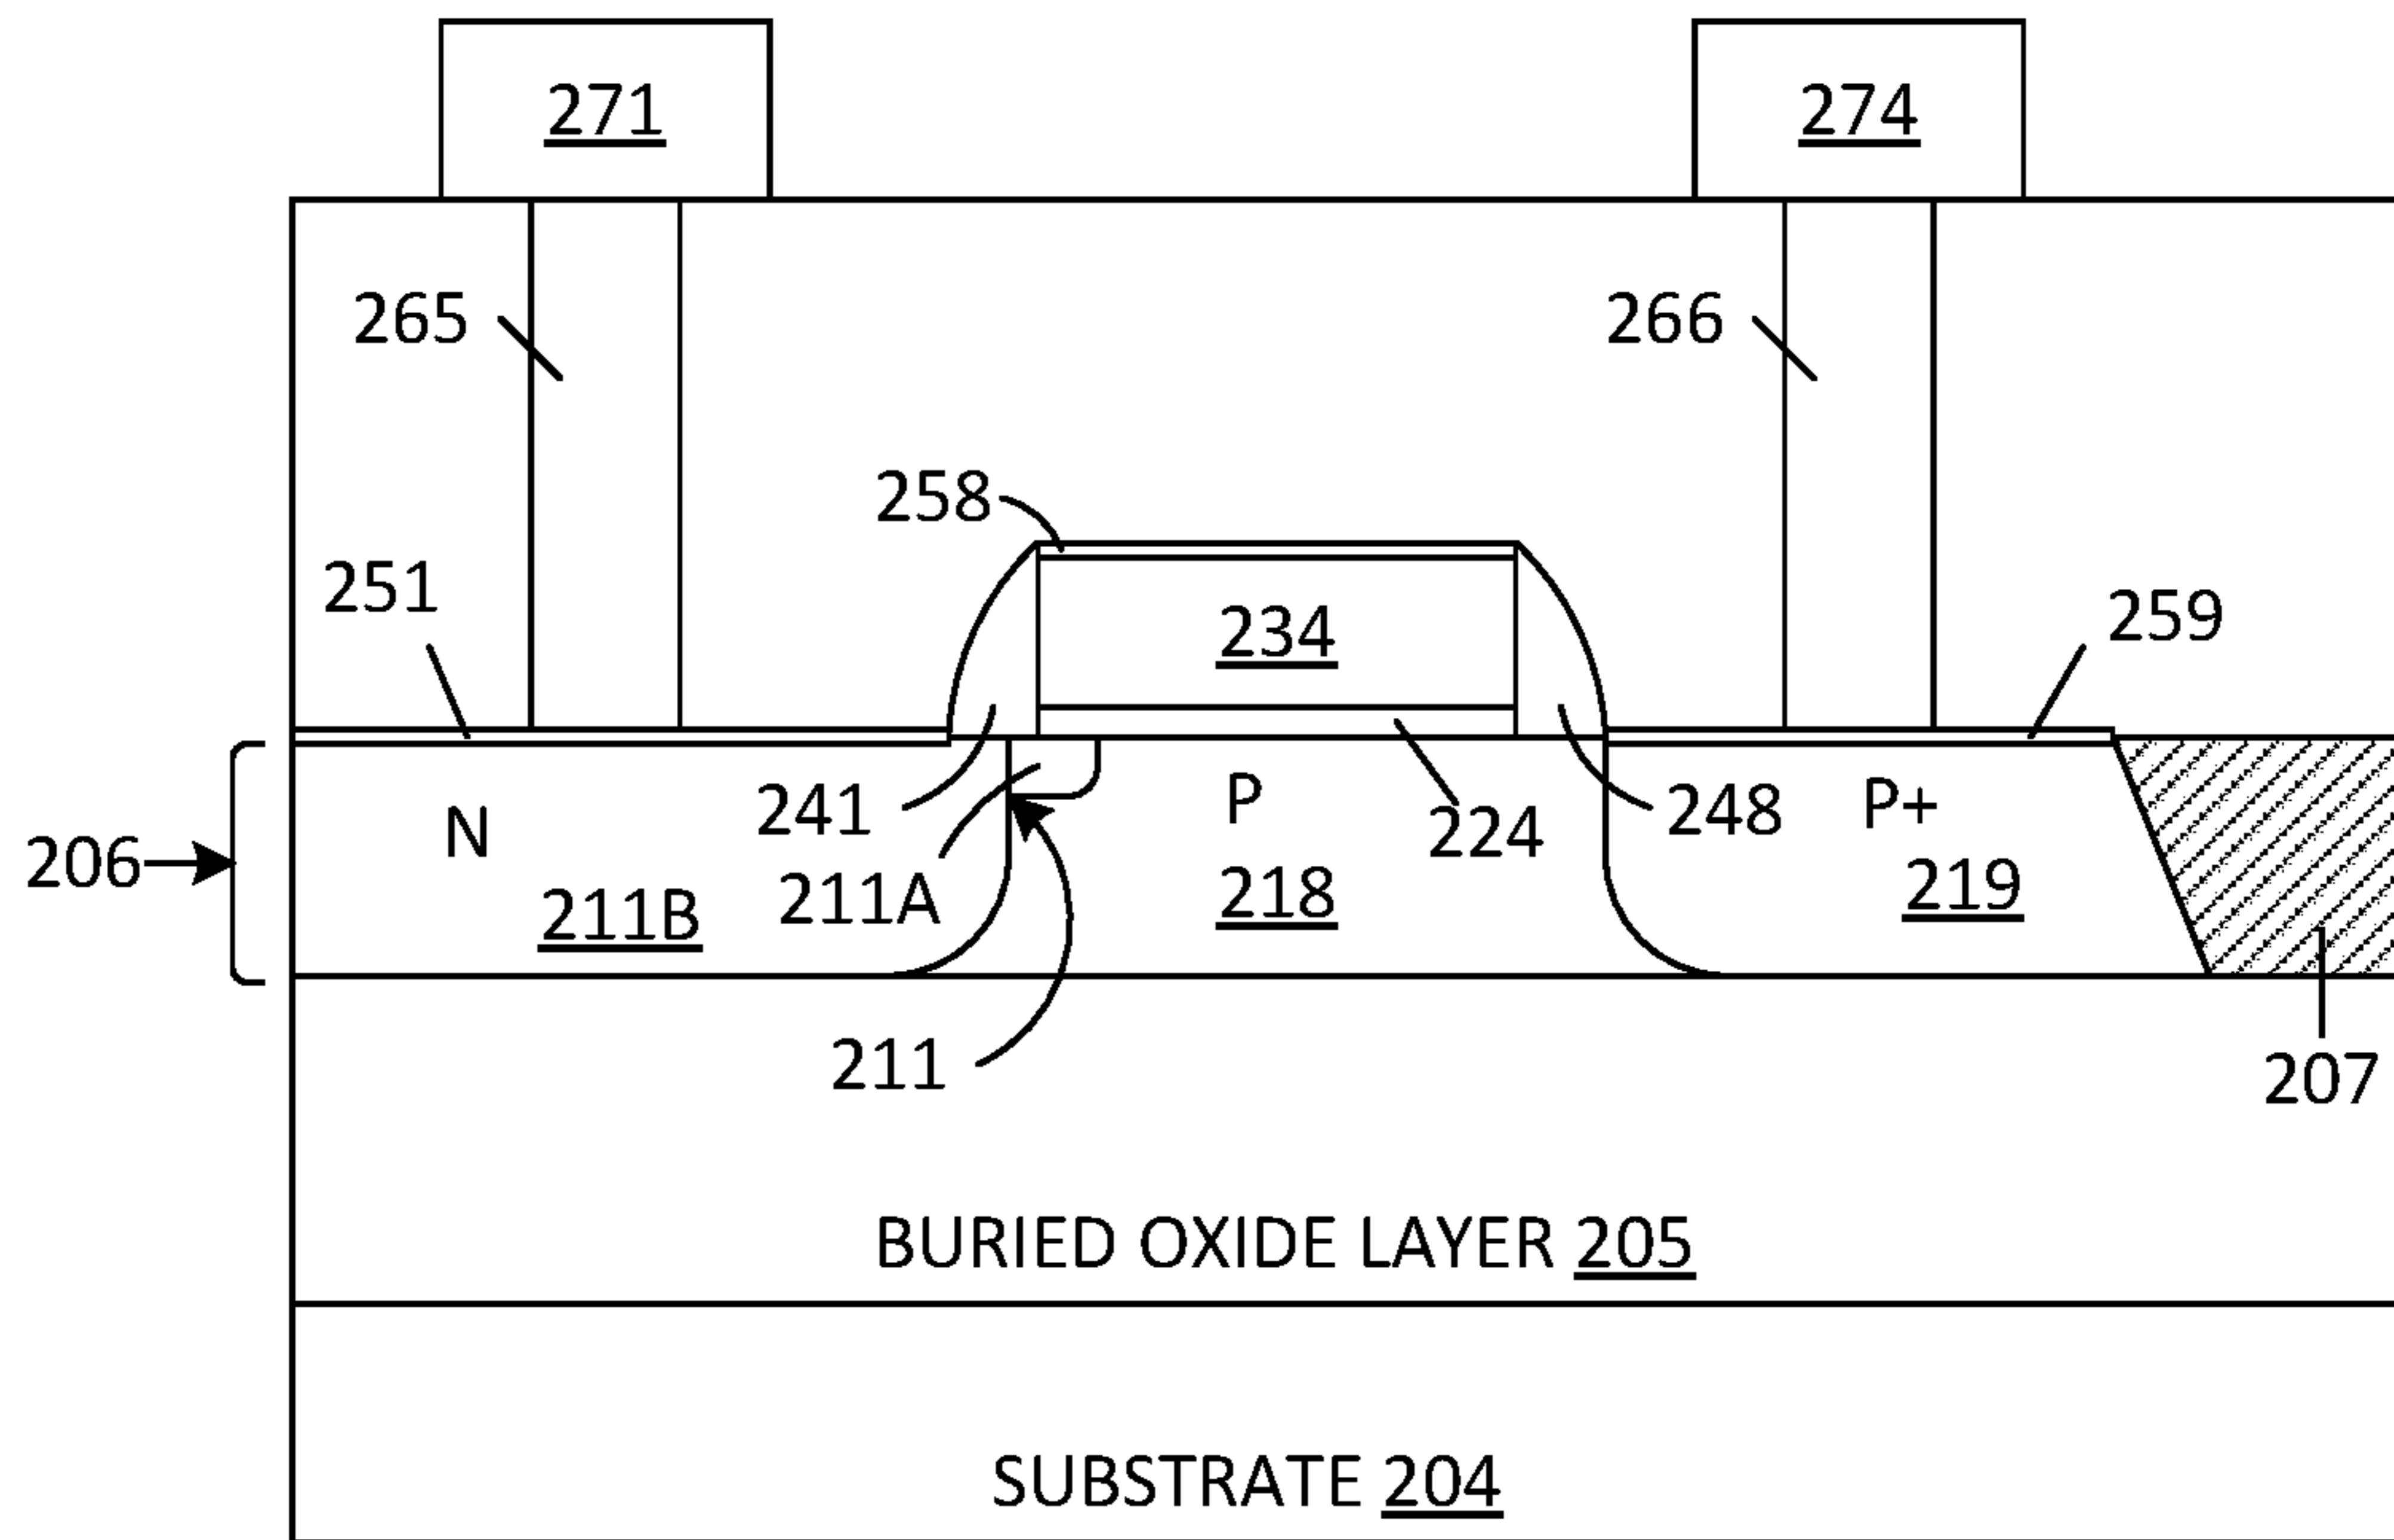 271
274
265
266
258
251
234
259
241
P
224
248
P+
N
206
211A
218
219
211B
211
207
BURIED OXIDE LAYER 205
SUBSTRATE 204